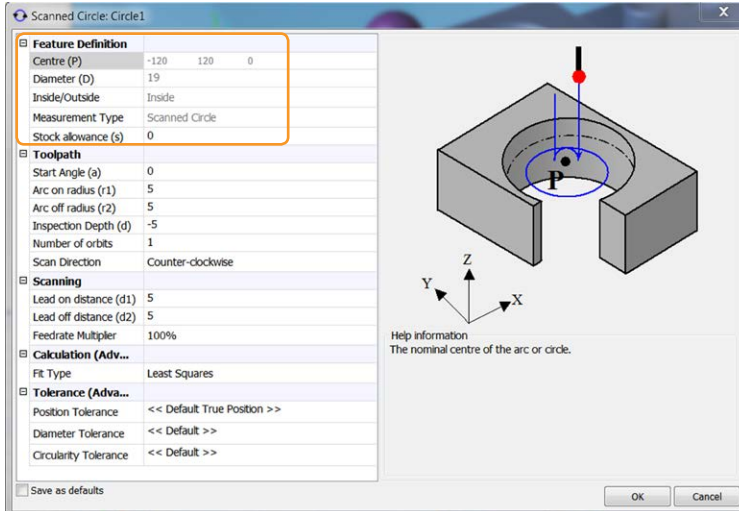 Scanned Circle: Circle1
X
Feature Definition
Centre (P) -120 120 0
Diameter (D) 19
Inside/Outside Inside
Measurement Type Scanned Circle
Stock allowance (s) 0
Toolpath
Start Angle (a) 0
Arc on radius (r1) 5
Arc off radius (r2) 5
Inspection Depth (d) -5
Number of orbits 1
Scan Direction Counter-clockwise
Scanning
Lead on distance (d1) 5
Lead off distance (d2) 5
Feedrate Multipler 100%
Calculation (Adv...
Fit Type Least Squares
Tolerance (Adva...
Position Tolerance << Default True Position >>
Diameter Tolerance << Default >>
Circularity Tolerance << Default >>
P
Z
Y
X
Help information
The nominal centre of the arc or circle.
Save as defaults
OK Cancel